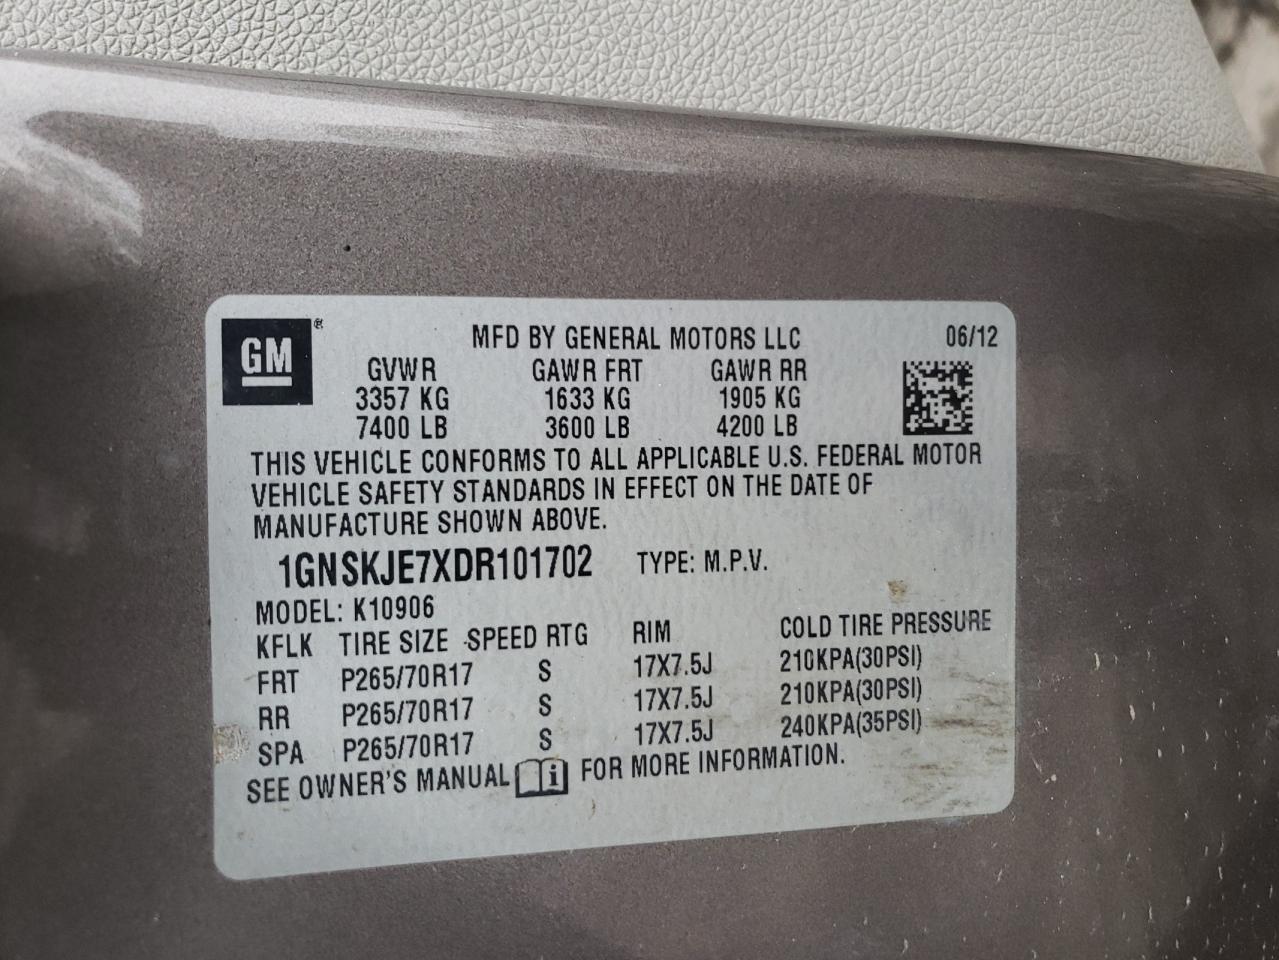 GM ®
MFD BY GENERAL MOTORS LLC 06/12
GVWR GAWR FRT GAWR RR
3357 KG 1633 KG 1905 KG
7400 LB 3600 LB 4200 LB
THIS VEHICLE CONFORMS TO ALL APPLICABLE U.S. FEDERAL MOTOR
VEHICLE SAFETY STANDARDS IN EFFECT ON THE DATE OF
MANUFACTURE SHOWN ABOVE.
1GNSKJE7XDR101702 TYPE: M.P.V.
MODEL: K10906
KFLK TIRE SIZE SPEED RTG RIM COLD TIRE PRESSURE
FRT P265/70R17 S 17X7.5J 210KPA(30PSI)
RR P265/70R17 S 17X7.5J 210KPA(30PSI)
SPA P265/70R17 S 17X7.5J 240KPA(35PSI)
SEE OWNER'S MANUAL i FOR MORE INFORMATION.